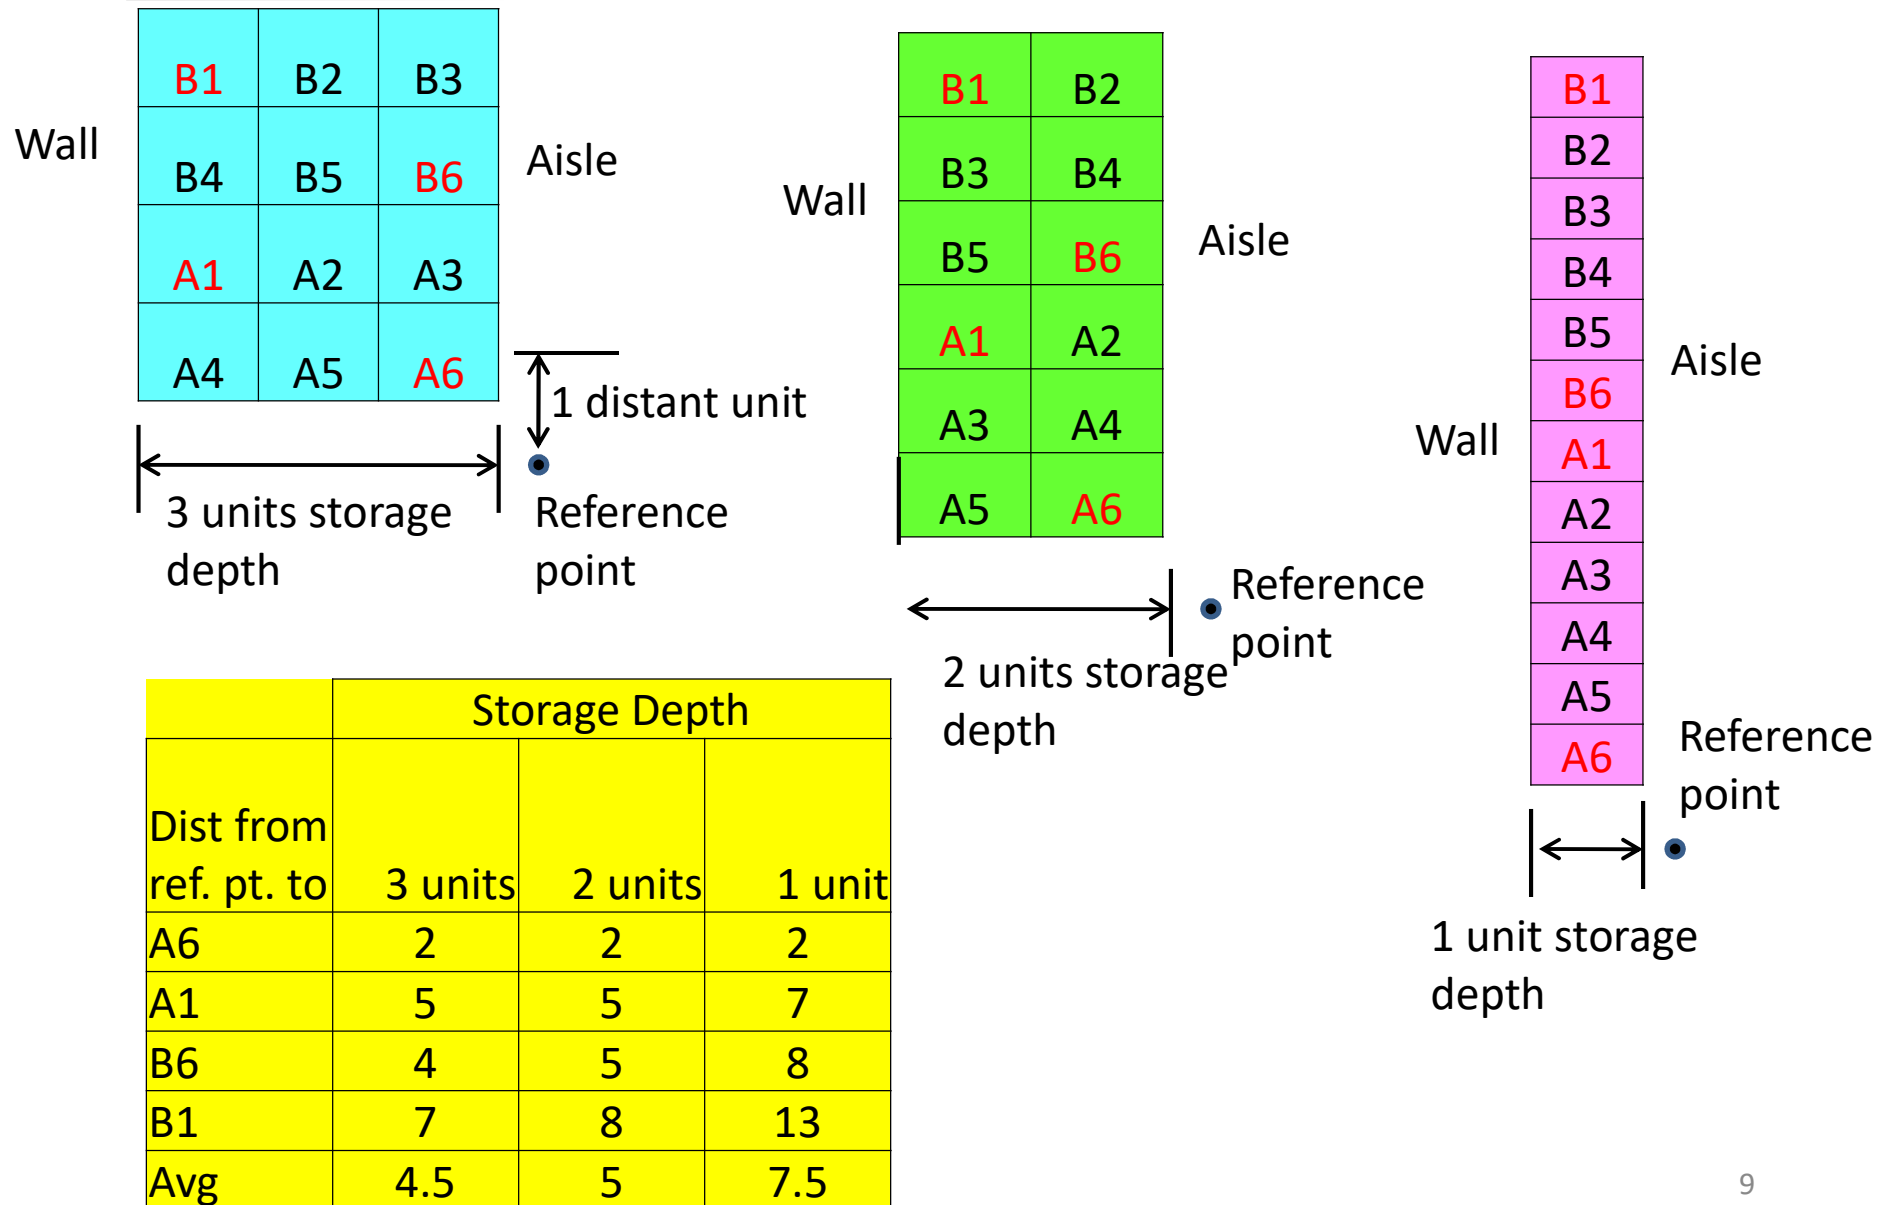 B1 B2 B3
B4 B5 B6
A1 A2 A3
A4 A5 A6
Wall
Aisle
1 distant unit
3 units storage
depth
Reference
point
B1 B2
B3 B4
B5 B6
A1 A2
A3 A4
A5 A6
Wall
Aisle
Reference
point
2 units storage
depth
B1
B2
B3
B4
B5
B6
A1
A2
A3
A4
A5
A6
Wall
Aisle
Reference
point
1 unit storage
depth
Storage Depth
Dist from
ref. pt. to 3 units 2 units 1 unit
A6 2 2 2
A1 5 5 7
B6 4 5 8
B1 7 8 13
Avg 4.5 5 7.5
9